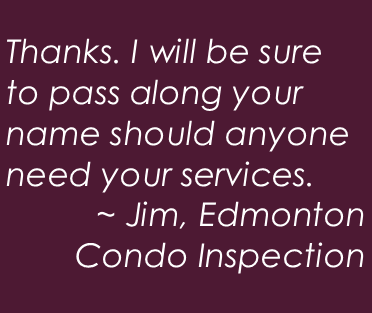 Thanks. I will be sure
to pass along your
name should anyone
need your services.
~ Jim, Edmonton
Condo Inspection